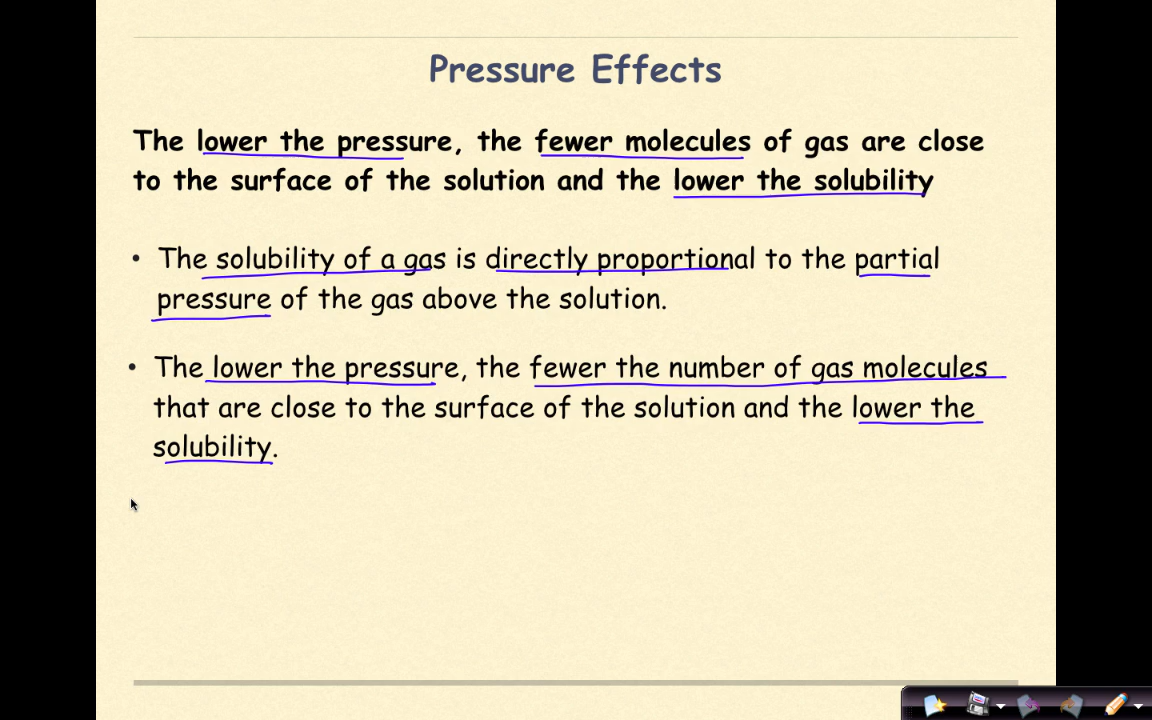 Pressure Effects
The lower the pressure, the fewer molecules of gas are close
to the surface of the solution and the lower the solubility
• The solubility of a gas is directly proportional to the partial
pressure of the gas above the solution.
• The lower the pressure, the fewer the number of gas molecules
that are close to the surface of the solution and the lower the
solubility.